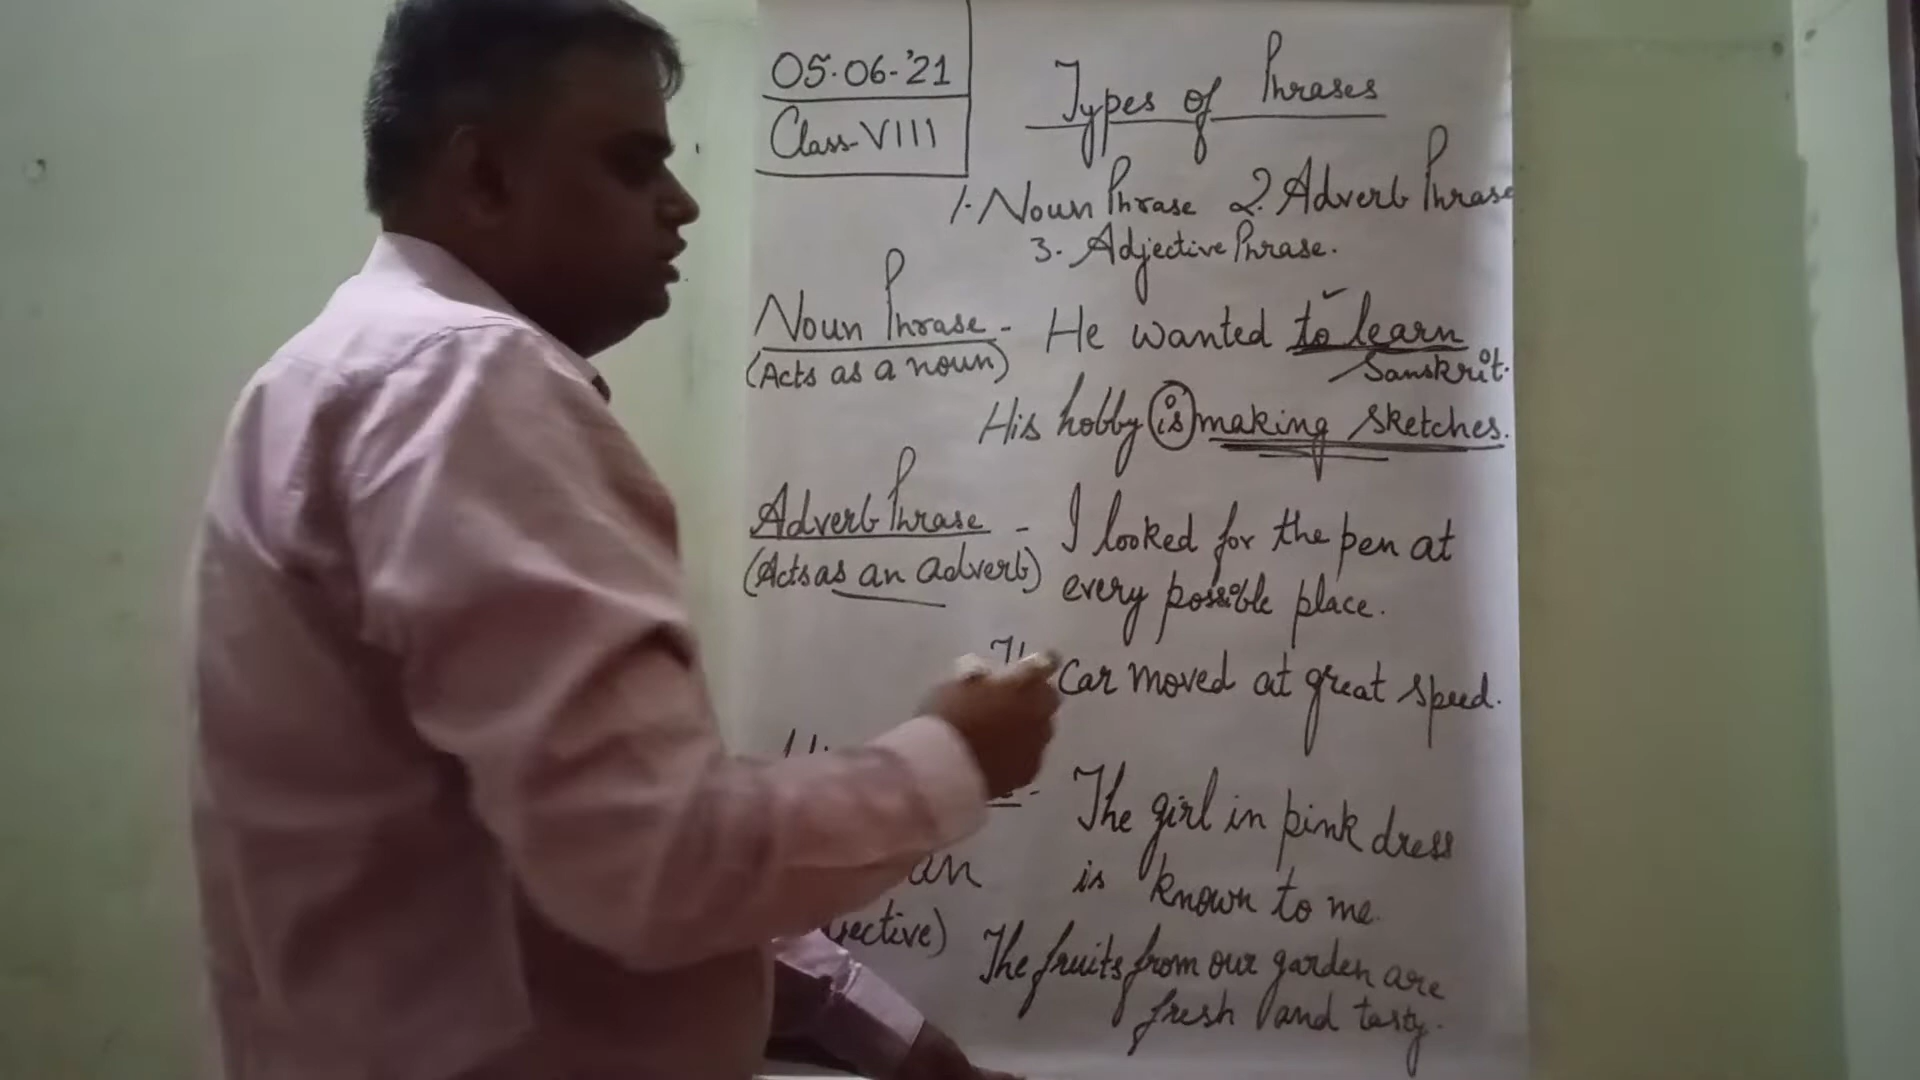 05.06-'21
Class-VIII
Types of Phrases
1. Noun Phrase 2. Adverb Phrase
3. Adjective Phrase.
Noun Phrase - He wanted to learn
(Acts as a noun) Sanskrit.
His hobby is making sketches.
Adverb Phrase - I looked for the pen at
(Acts as an adverb) every possible place.
car moved at great speed.
- The girl in pink dress
an is known to me.
jective) The fruits from our garden are
fresh and tasty.